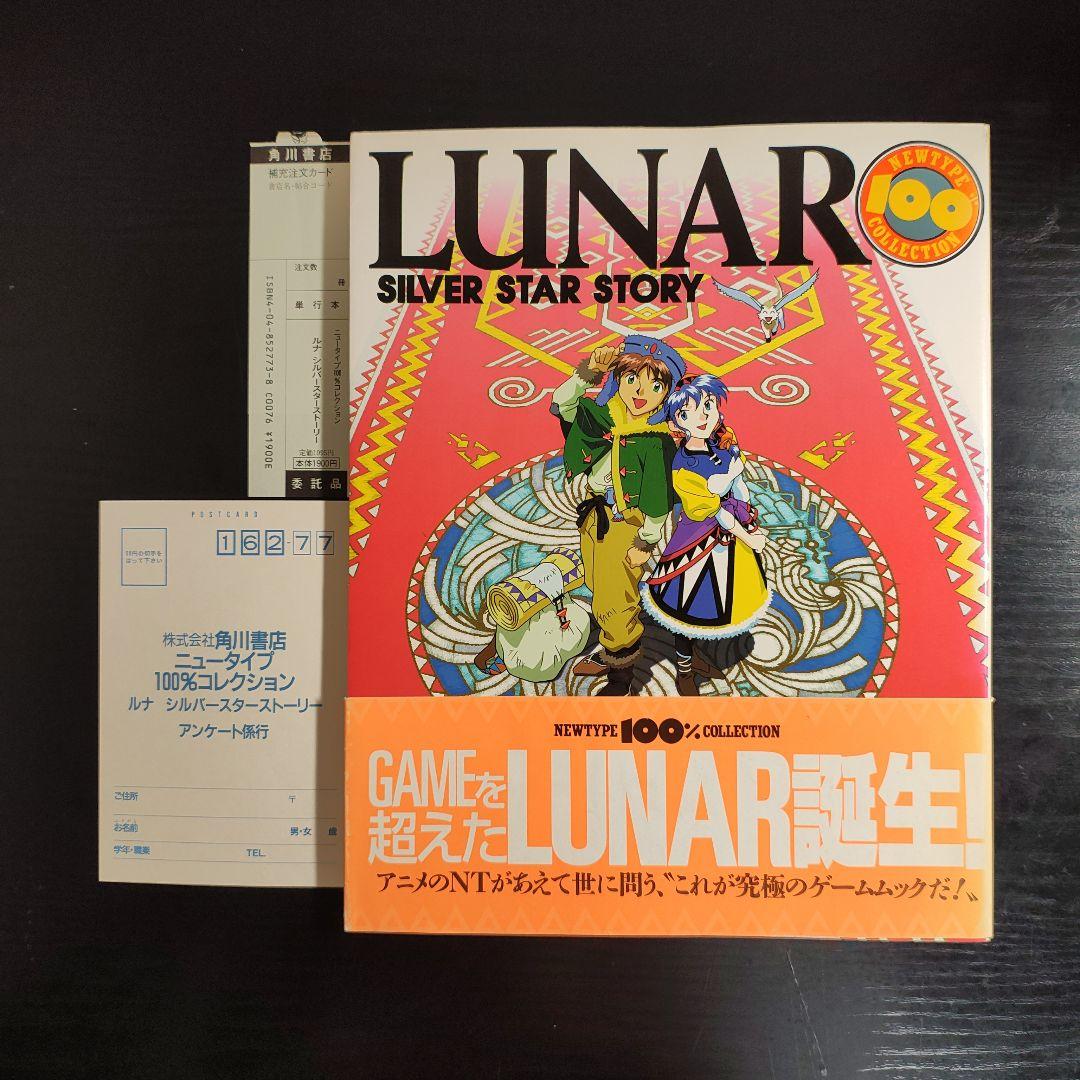 角川書店
補充注文カード
書店名・帖合コード
注文数
冊
単行本
ニュータイプ100%コレクション
ルナ シルバースターストーリー
ISBN4-04-852773-8 C0076 ¥1900E
本体1900円
委託品
POSTCARD
162-77
はって下さい
株式会社角川書店
ニュータイプ
100%コレクション
ルナ シルバースターストーリー
アンケート係行
ご住所 〒
お名前 男・女 歳
学年・職業 TEL.
LUNAR
SILVER STAR STORY
NEWTYPE
100
COLLECTION
NEWTYPE 100% COLLECTION
GAMEを
超えた
LUNAR誕生!
アニメのNTがあえて世に問う、〝これが究極のゲームムックだ!〟